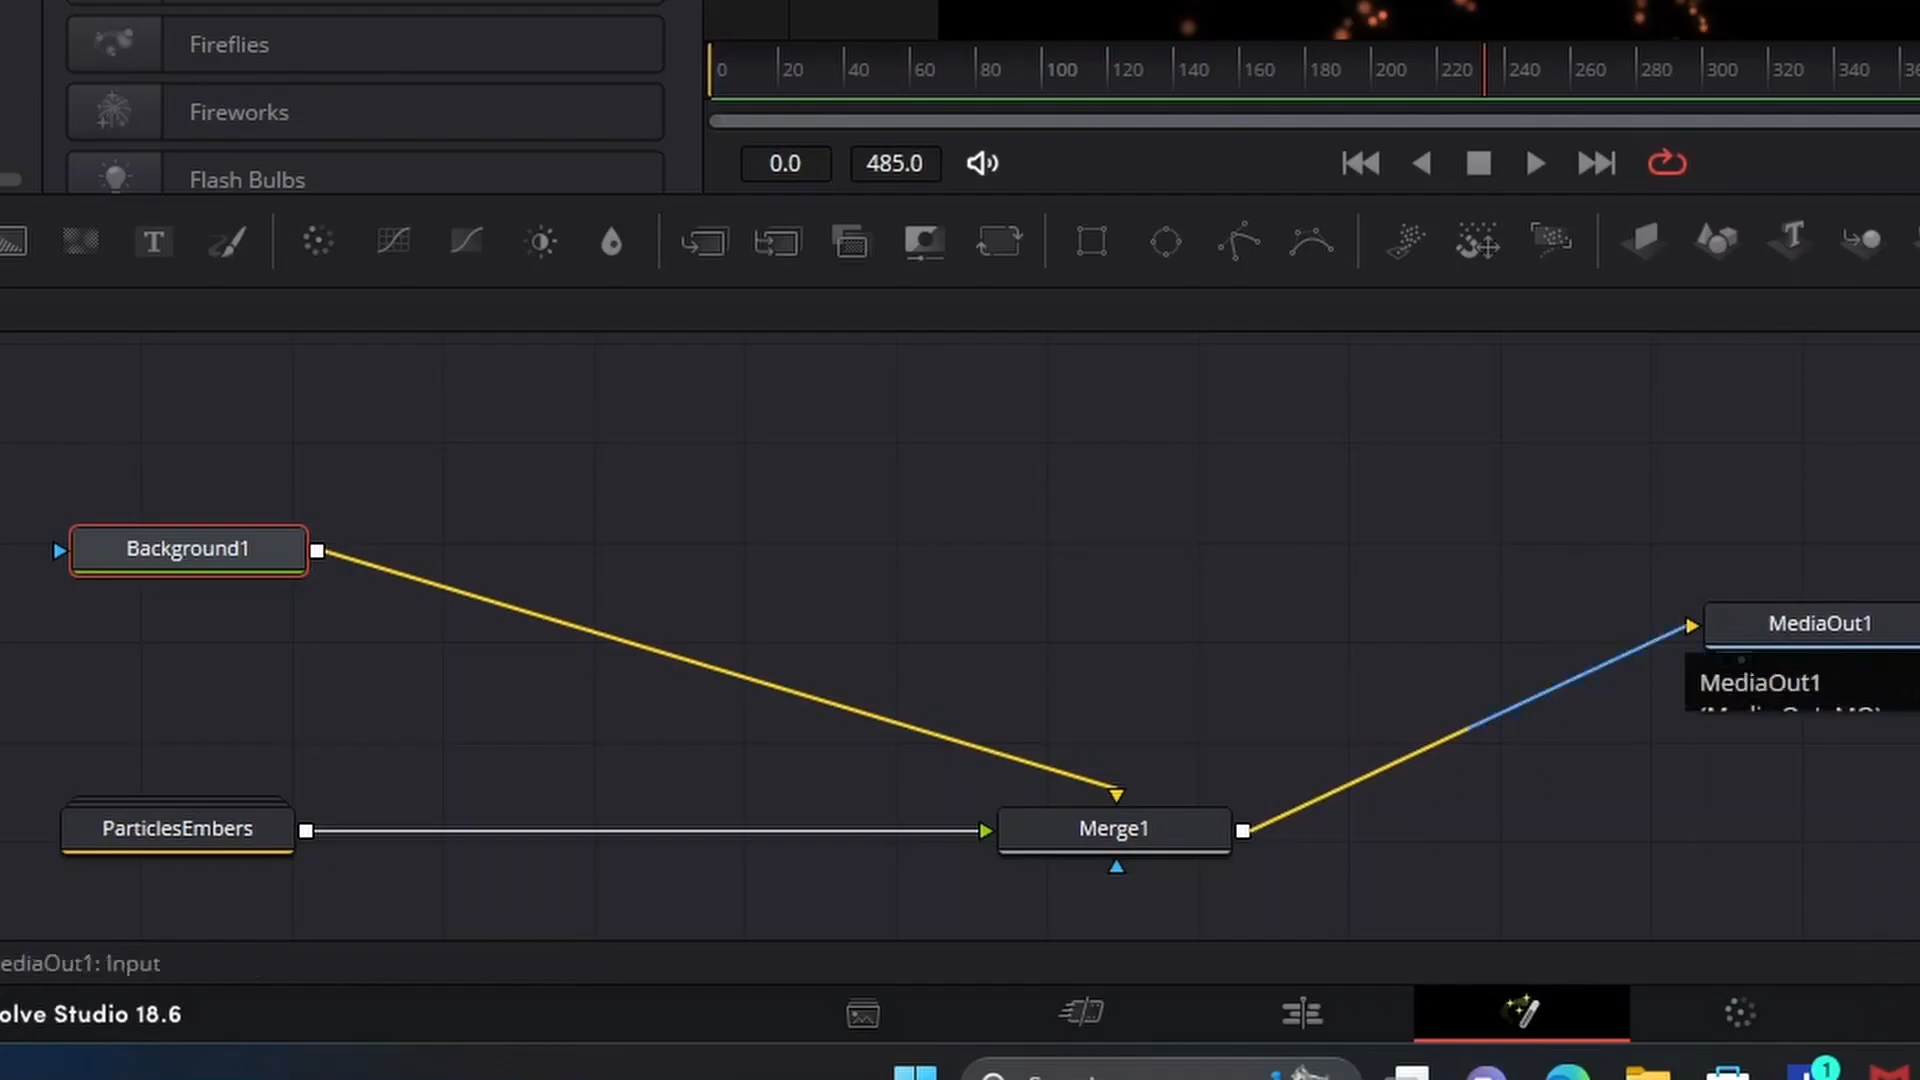 Fireflies
Fireworks
Flash Bulbs
0 20 40 60 80 100 120 140 160 180 200 220 240 260 280 300 320 340
0.0 485.0
T
Background1
MediaOut1
MediaOut1
ParticlesEmbers
Merge1
ediaOut1: Input
olve Studio 18.6
1